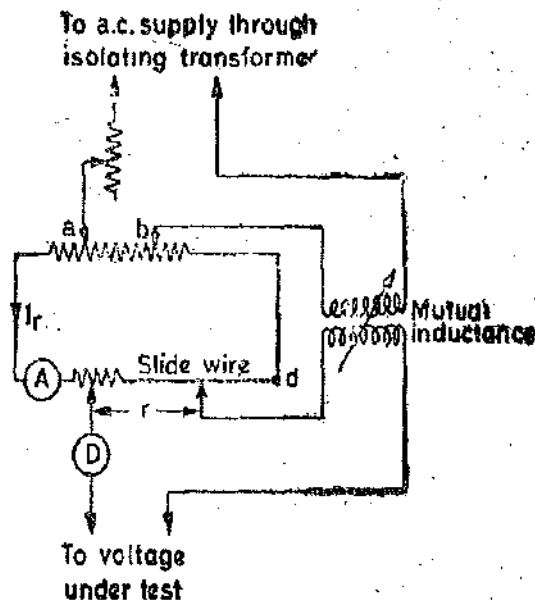 To a.c. supply through
isolating transformer
a
b
Ir
A
Slide wire
d
r
D
Mutual
inductance
To voltage
under test